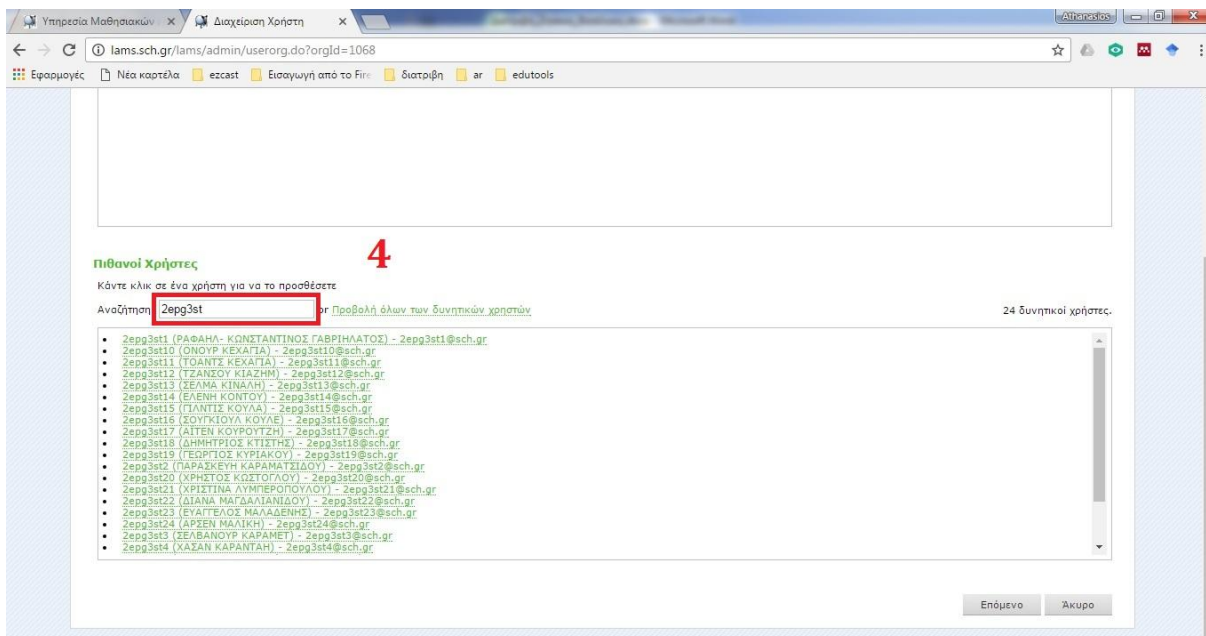 Υπηρεσία Μαθησιακών
Διαχείριση Χρήστη
Athanasios
lams.sch.gr/lams/admin/userorg.do?orgId=1068
Εφαρμογές Νέα καρτέλα ezcast Εισαγωγή από το Fire διατριβη ar edutools
4
Πιθανοί Χρήστες
Κάντε κλικ σε ένα χρήστη για να το προσθέσετε
Αναζήτηση 2epg3st or Προβολή όλων των δυνητικών χρηστών 24 δυνητικοί χρήστες.
2epg3st1 (ΡΑΦΑΗΛ- ΚΩΝΣΤΑΝΤΙΝΟΣ ΓΑΒΡΙΗΛΑΤΟΣ) - 2epg3st1@sch.gr
2epg3st10 (ΟΝΟΥΡ ΚΕΧΑΓΙΑ) - 2epg3st10@sch.gr
2epg3st11 (ΤΟΑΝΤΣ ΚΕΧΑΓΙΑ) - 2epg3st11@sch.gr
2epg3st12 (ΤΖΑΝΣΟΥ ΚΙΑΖΗΜ) - 2epg3st12@sch.gr
2epg3st13 (ΣΕΛΜΑ ΚΙΝΑΛΗ) - 2epg3st13@sch.gr
2epg3st14 (ΕΛΕΝΗ ΚΟΝΤΟΥ) - 2epg3st14@sch.gr
2epg3st15 (ΓΙΛΝΤΙΣ ΚΟΥΛΑ) - 2epg3st15@sch.gr
2epg3st16 (ΣΟΥΓΚΙΟΥΛ ΚΟΥΛΕ) - 2epg3st16@sch.gr
2epg3st17 (ΑΪΤΕΝ ΚΟΥΡΟΥΤΖΗ) - 2epg3st17@sch.gr
2epg3st18 (ΔΗΜΗΤΡΙΟΣ ΚΤΙΣΤΗΣ) - 2epg3st18@sch.gr
2epg3st19 (ΓΕΩΡΓΙΟΣ ΚΥΡΙΑΚΟΥ) - 2epg3st19@sch.gr
2epg3st2 (ΠΑΡΑΣΚΕΥΗ ΚΑΡΑΜΑΤΣΙΔΟΥ) - 2epg3st2@sch.gr
2epg3st20 (ΧΡΗΣΤΟΣ ΚΩΣΤΟΓΛΟΥ) - 2epg3st20@sch.gr
2epg3st21 (ΧΡΙΣΤΙΝΑ ΛΥΜΠΕΡΟΠΟΥΛΟΥ) - 2epg3st21@sch.gr
2epg3st22 (ΔΙΑΝΑ ΜΑΓΔΑΛΙΑΝΙΔΟΥ) - 2epg3st22@sch.gr
2epg3st23 (ΕΥΑΓΓΕΛΟΣ ΜΑΛΑΔΕΝΗΣ) - 2epg3st23@sch.gr
2epg3st24 (ΑΡΣΕΝ ΜΑΛΙΚΗ) - 2epg3st24@sch.gr
2epg3st3 (ΣΕΛΒΑΝΟΥΡ ΚΑΡΑΜΕΤ) - 2epg3st3@sch.gr
2epg3st4 (ΧΑΣΑΝ ΚΑΡΑΝΤΑΗ) - 2epg3st4@sch.gr
Επόμενο Άκυρο